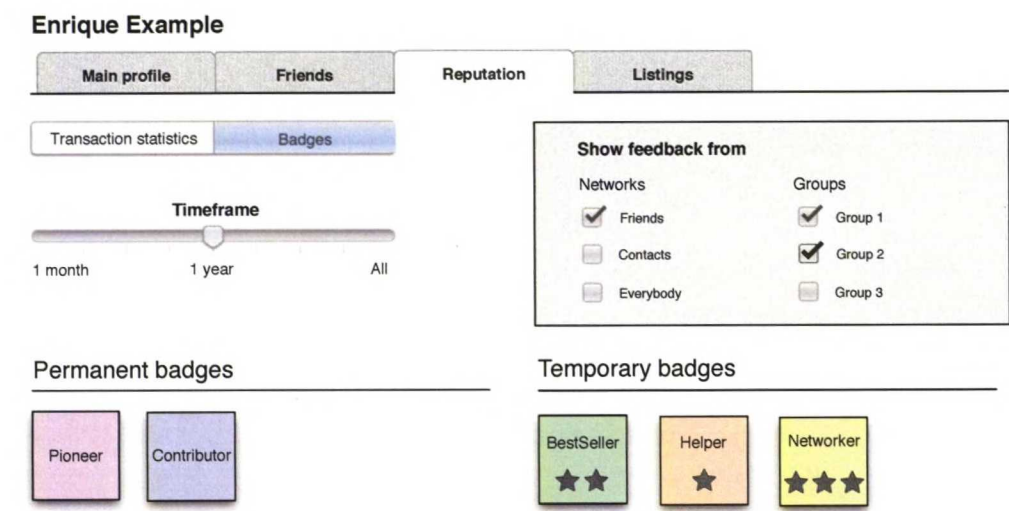 Enrique Example
Main profile Friends Reputation Listings
Transaction statistics Badges
Timeframe
1 month 1 year All
Show feedback from
Networks Groups
Friends Group 1
Contacts Group 2
Everybody Group 3
Permanent badges
Pioneer Contributor
Temporary badges
BestSeller Helper Networker